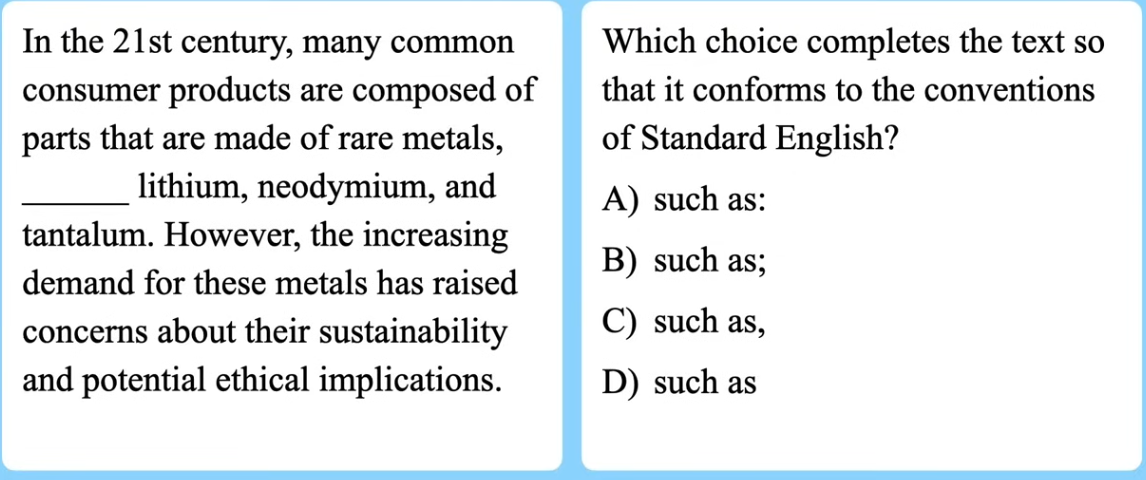 In the 21st century, many common
consumer products are composed of
parts that are made of rare metals,
______ lithium, neodymium, and
tantalum. However, the increasing
demand for these metals has raised
concerns about their sustainability
and potential ethical implications.
Which choice completes the text so
that it conforms to the conventions
of Standard English?
A) such as:
B) such as;
C) such as,
D) such as